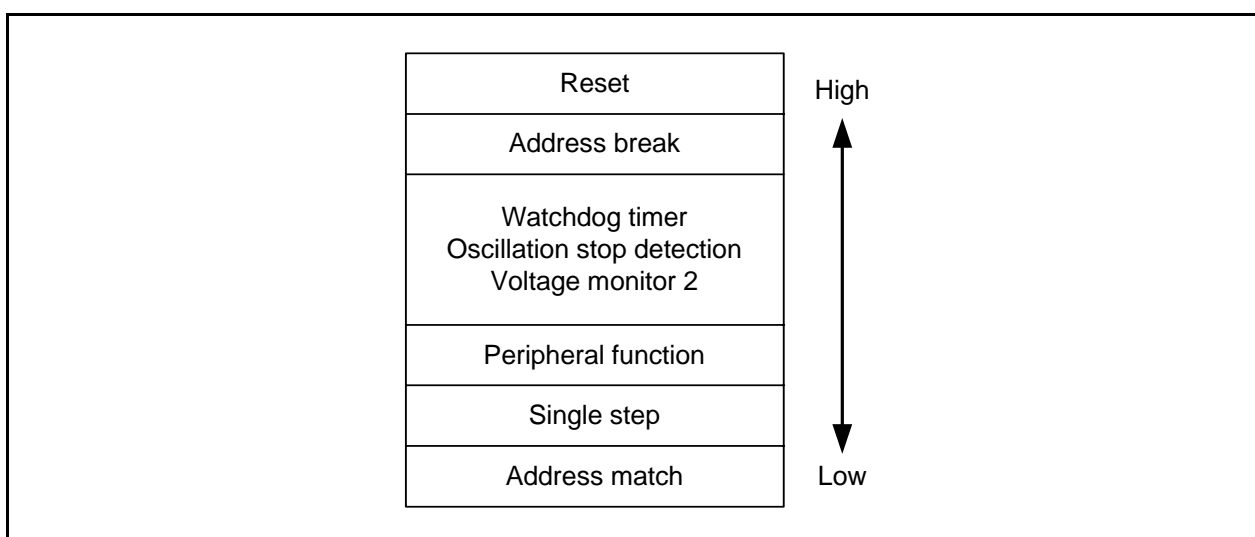 Reset
High
Address break
Watchdog timer
Oscillation stop detection
Voltage monitor 2
Peripheral function
Single step
Address match
Low